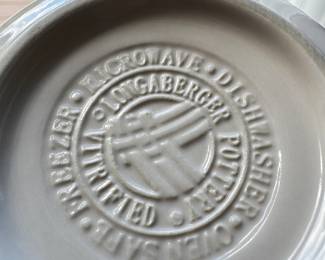 MICROWAVE • DISHWASHER • OVEN SAFE • FREEZER •
LONGABERGER POTTERY • VITRIFIED •